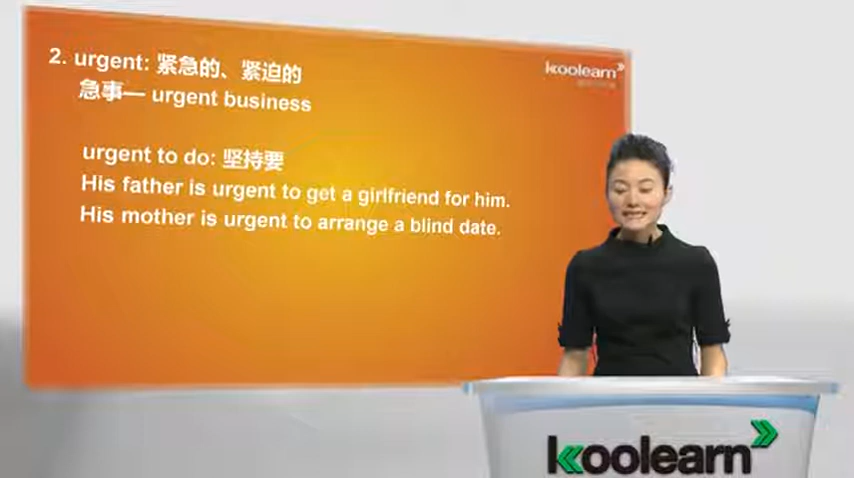 2. urgent: 紧急的、紧迫的
急事— urgent business
urgent to do: 坚持要
His father is urgent to get a girlfriend for him.
His mother is urgent to arrange a blind date.
koolearn
koolearn